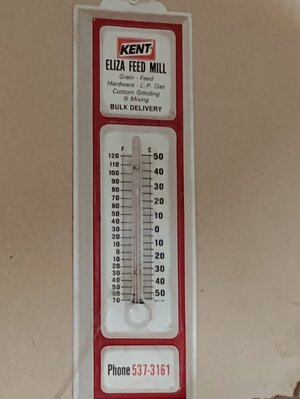 KENT
ELIZA FEED MILL
Grain - Feed
Hardware - L. P. Gas
Custom Grinding
& Mixing
BULK DELIVERY
F C
120 50
110 40
100
90 30
80
70 20
60
50 10
40
30 0
20
10 10
0
10 20
20
30 30
40
50 40
60 50
70
Phone 537-3161